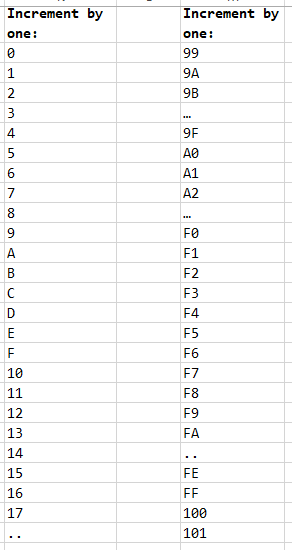 Increment by one: Increment by one:
0 99
1 9A
2 9B
3 …
4 9F
5 A0
6 A1
7 A2
8 …
9 F0
A F1
B F2
C F3
D F4
E F5
F F6
10 F7
11 F8
12 F9
13 FA
14 ..
15 FE
16 FF
17 100
.. 101